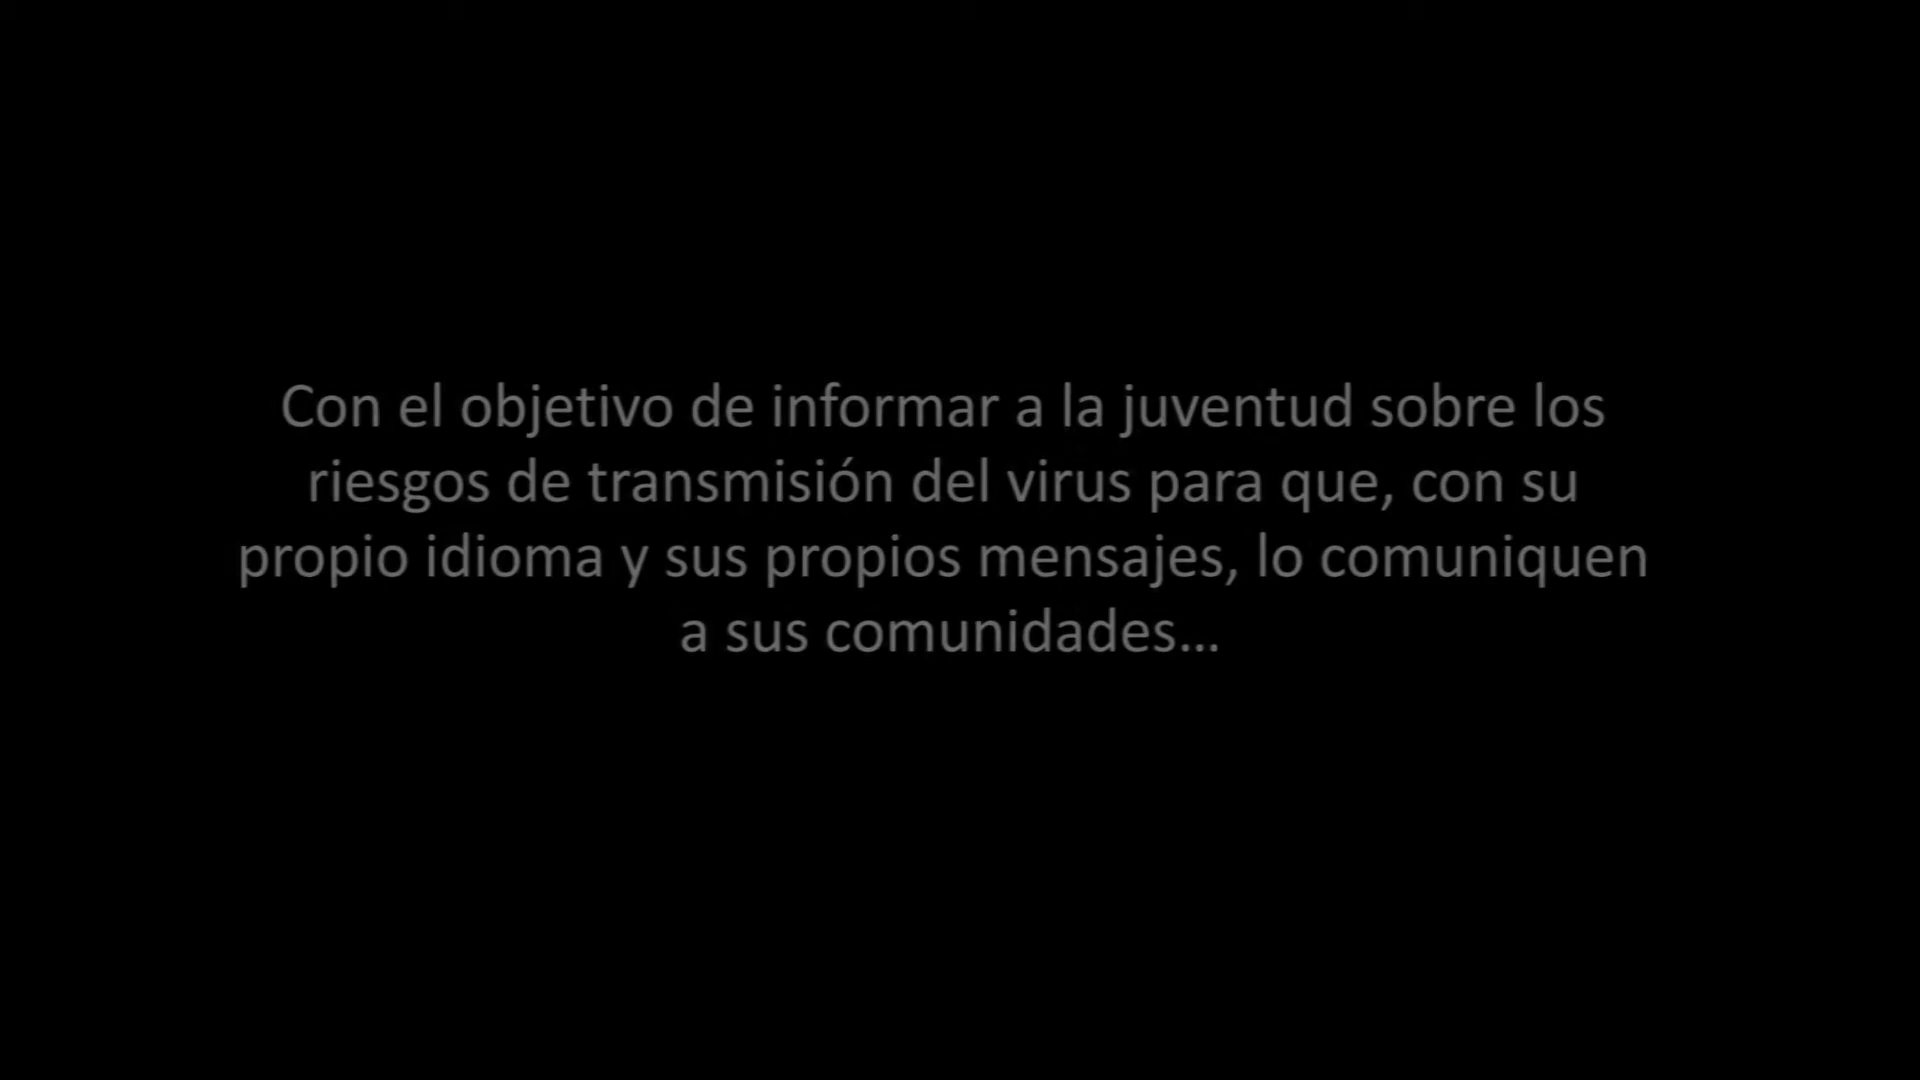 Con el objetivo de informar a la juventud sobre los
riesgos de transmisión del virus para que, con su
propio idioma y sus propios mensajes, lo comuniquen
a sus comunidades…